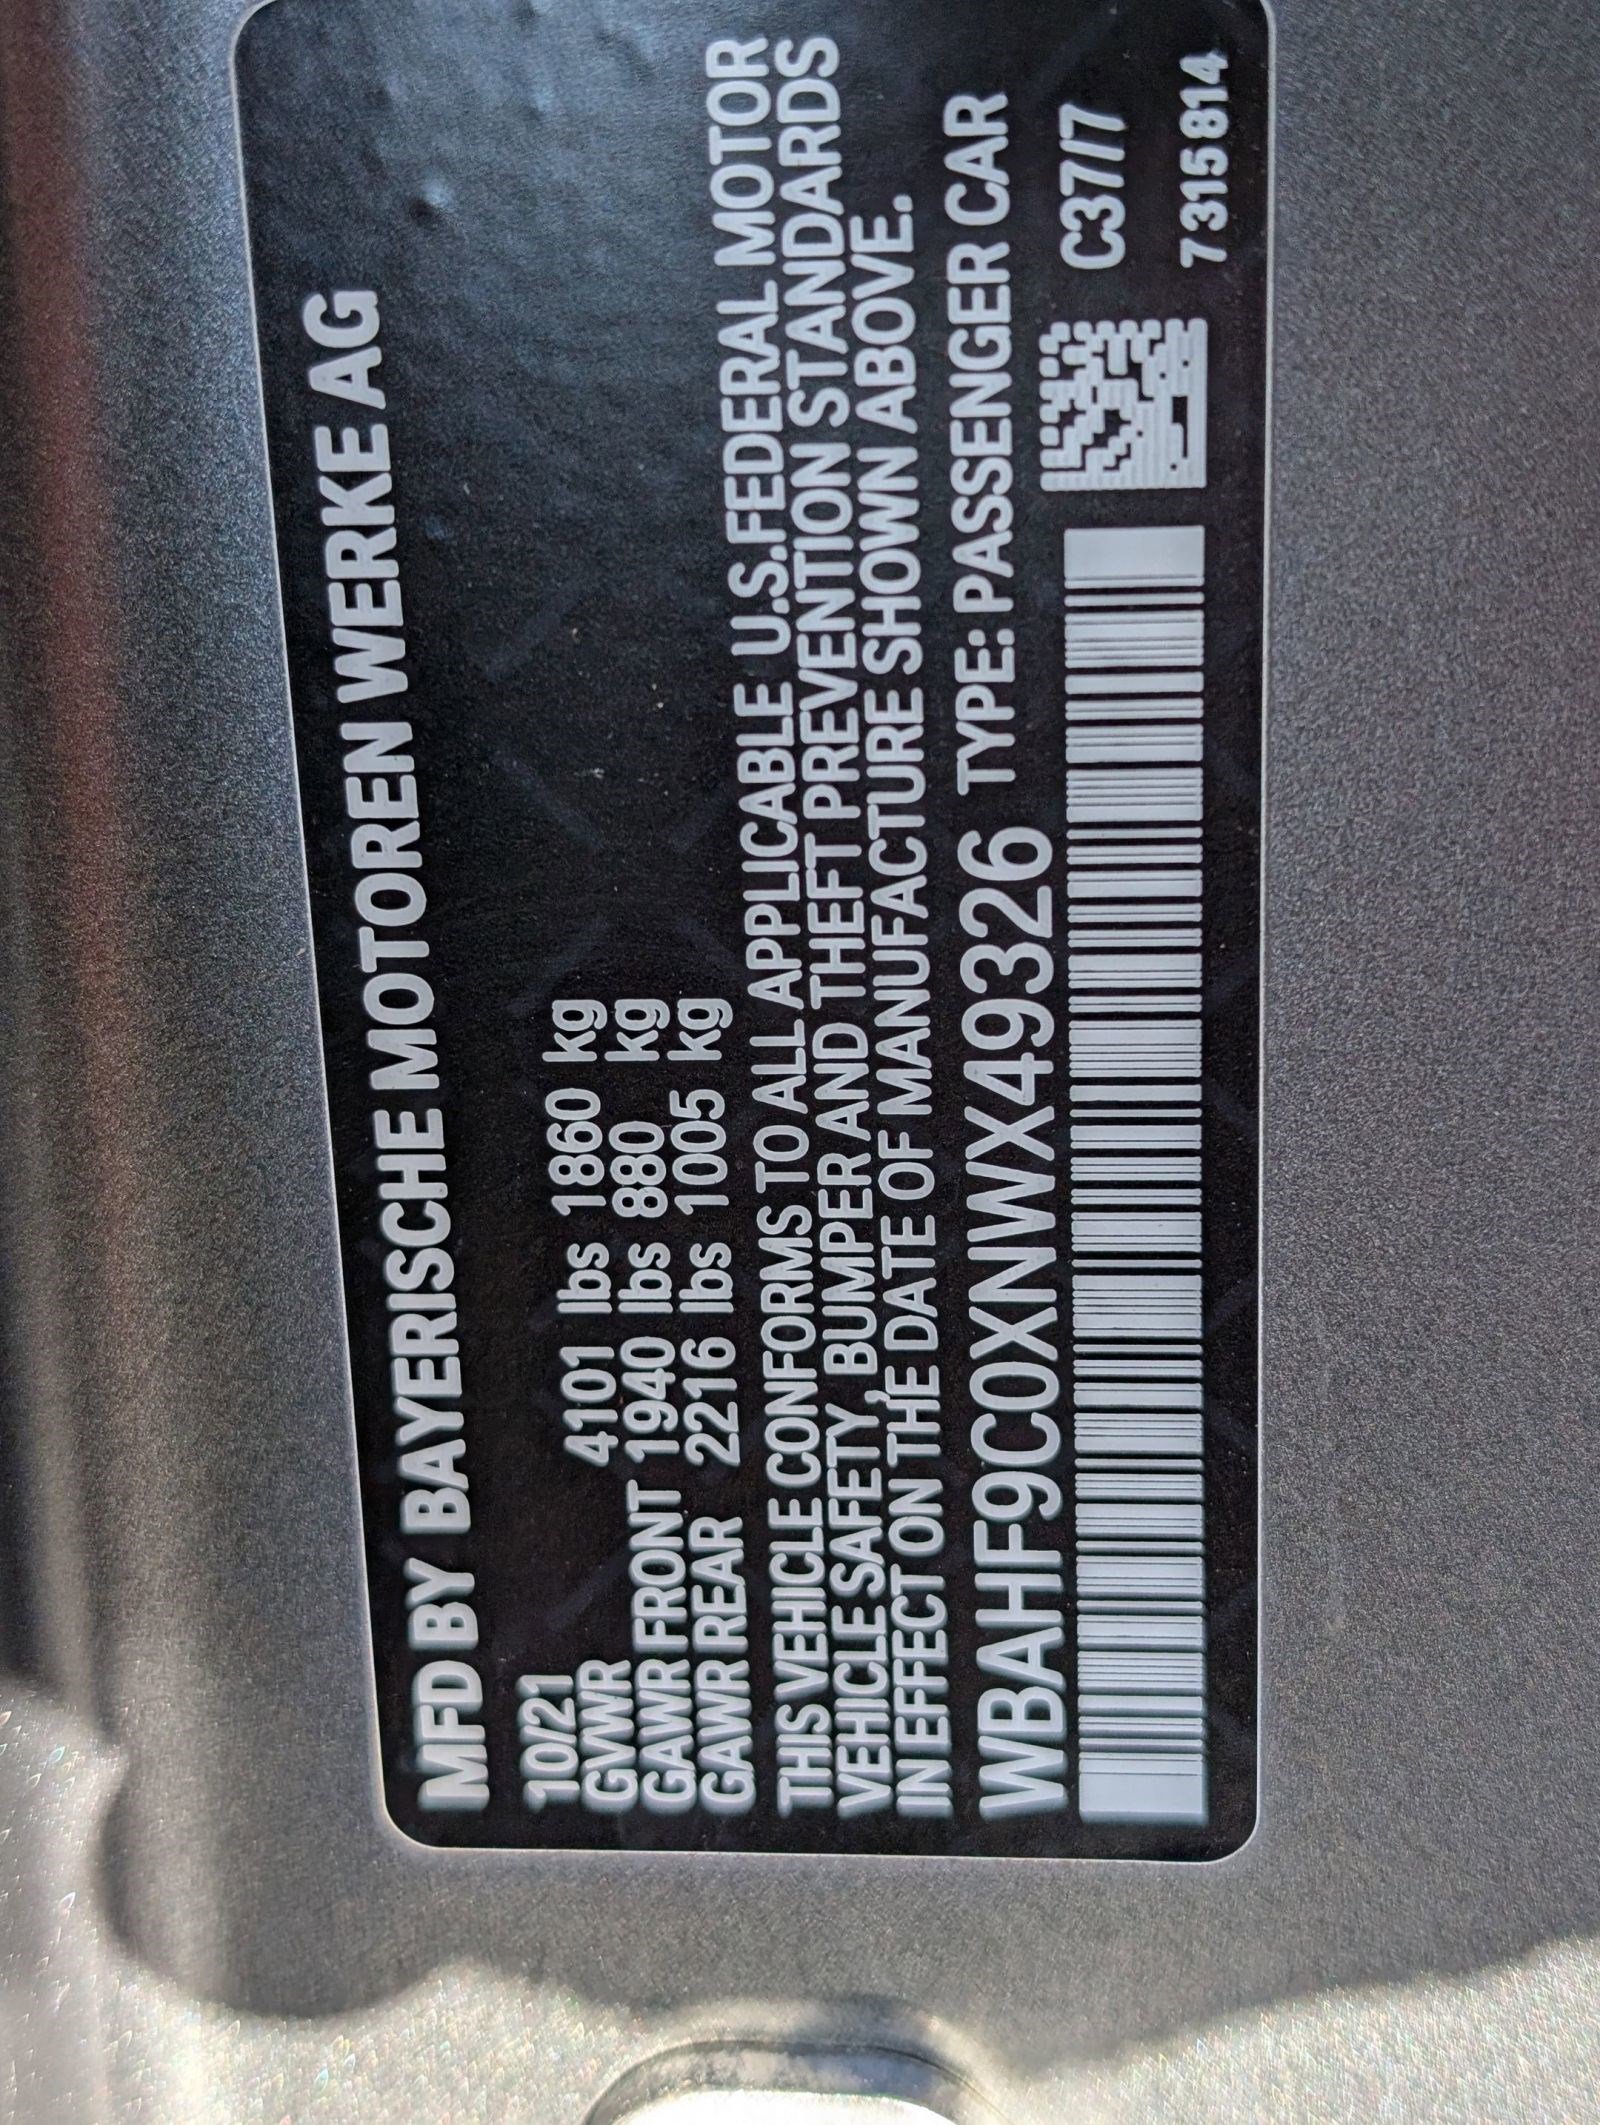 MFD BY BAYERISCHE MOTOREN WERKE AG
10/21
GVWR 4101 lbs 1860 kg
GAWR FRONT 1940 lbs 880 kg
GAWR REAR 2216 lbs 1005 kg
THIS VEHICLE CONFORMS TO ALL APPLICABLE U.S.FEDERAL MOTOR
VEHICLE SAFETY, BUMPER AND THEFT PREVENTION STANDARDS
IN EFFECT ON THE DATE OF MANUFACTURE SHOWN ABOVE.
WBAHF9C0XNWX49326 TYPE: PASSENGER CAR
C37/7
7 315 814